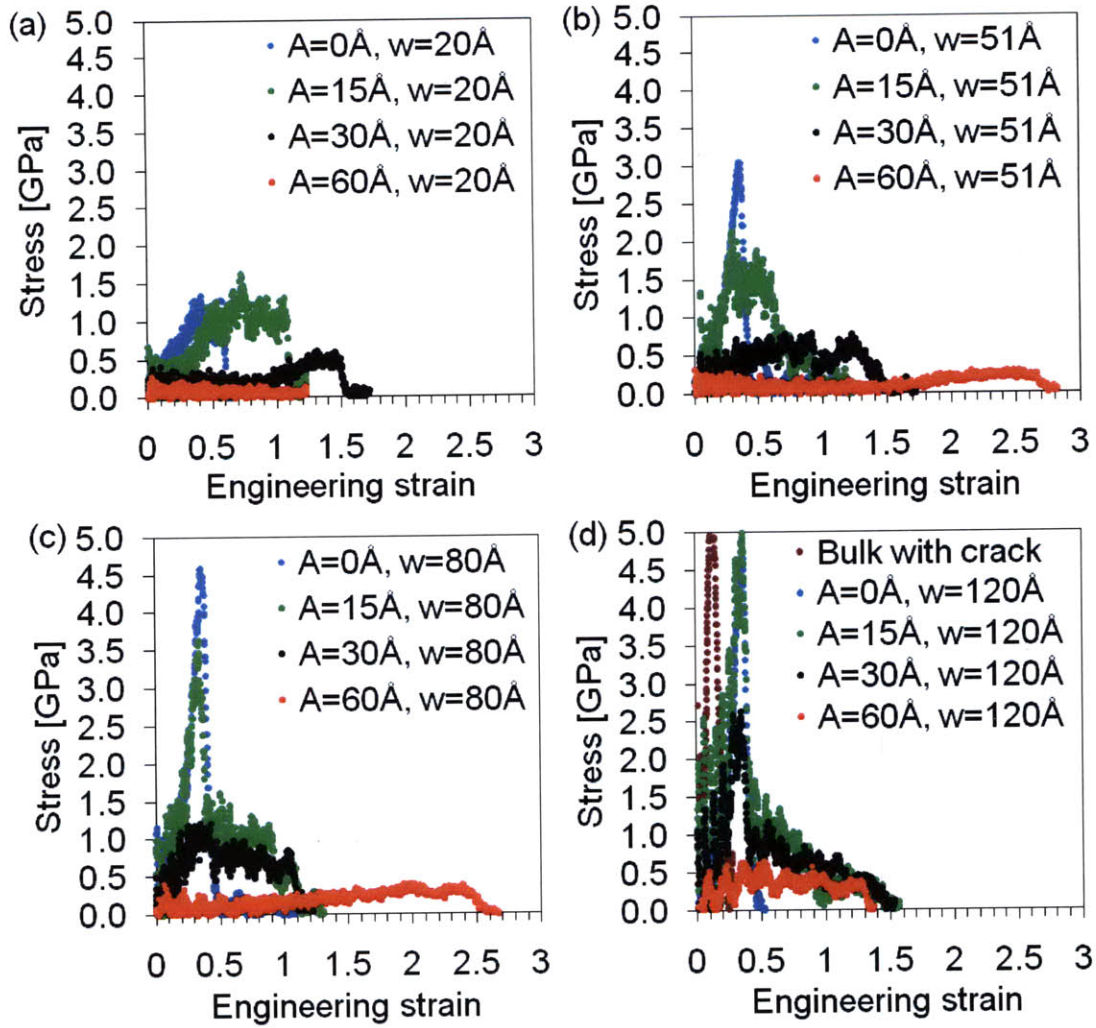 (a)
5.0
4.5
4.0
3.5
3.0
2.5
2.0
1.5
1.0
0.5
0.0
Stress [GPa]
A=0Å, w=20Å
A=15Å, w=20Å
A=30Å, w=20Å
A=60Å, w=20Å
0 0.5 1 1.5 2 2.5 3
Engineering strain
(b)
5.0
4.5
4.0
3.5
3.0
2.5
2.0
1.5
1.0
0.5
0.0
Stress [GPa]
A=0Å, w=51Å
A=15Å, w=51Å
A=30Å, w=51Å
A=60Å, w=51Å
0 0.5 1 1.5 2 2.5 3
Engineering strain
(c)
5.0
4.5
4.0
3.5
3.0
2.5
2.0
1.5
1.0
0.5
0.0
Stress [GPa]
A=0Å, w=80Å
A=15Å, w=80Å
A=30Å, w=80Å
A=60Å, w=80Å
0 0.5 1 1.5 2 2.5 3
Engineering strain
(d)
5.0
4.5
4.0
3.5
3.0
2.5
2.0
1.5
1.0
0.5
0.0
Stress [GPa]
Bulk with crack
A=0Å, w=120Å
A=15Å, w=120Å
A=30Å, w=120Å
A=60Å, w=120Å
0 0.5 1 1.5 2 2.5 3
Engineering strain